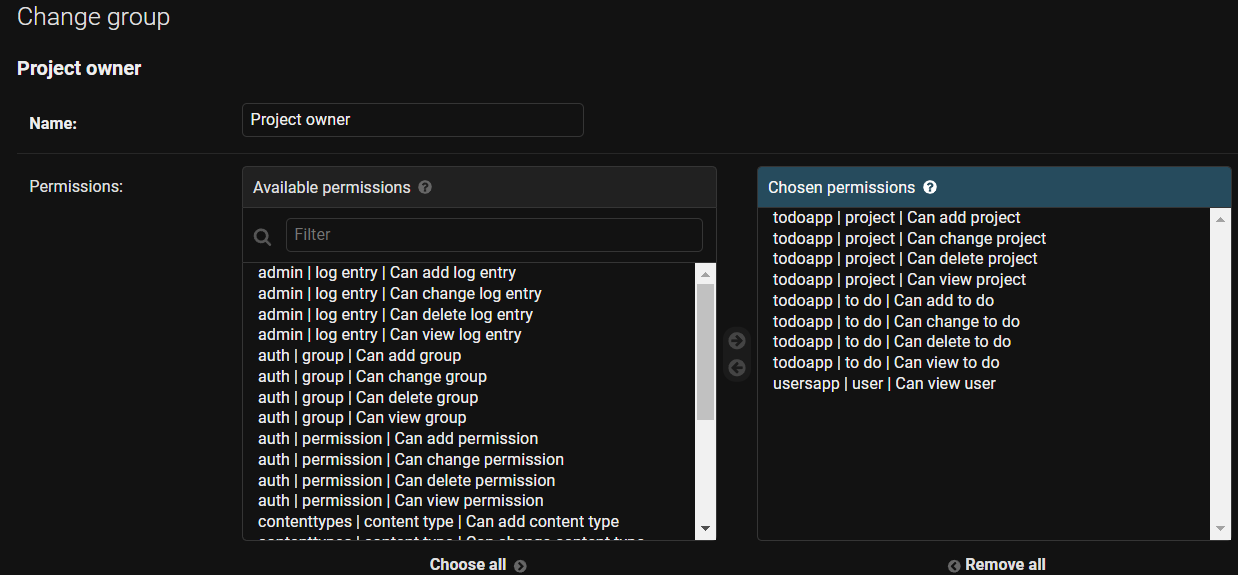 Change group
Project owner
Name:
Project owner
Permissions:
Available permissions ?
Filter
admin | log entry | Can add log entry
admin | log entry | Can change log entry
admin | log entry | Can delete log entry
admin | log entry | Can view log entry
auth | group | Can add group
auth | group | Can change group
auth | group | Can delete group
auth | group | Can view group
auth | permission | Can add permission
auth | permission | Can change permission
auth | permission | Can delete permission
auth | permission | Can view permission
contenttypes | content type | Can add content type
contenttypes | content type | Can change content type
Choose all
Chosen permissions ?
todoapp | project | Can add project
todoapp | project | Can change project
todoapp | project | Can delete project
todoapp | project | Can view project
todoapp | to do | Can add to do
todoapp | to do | Can change to do
todoapp | to do | Can delete to do
todoapp | to do | Can view to do
usersapp | user | Can view user
Remove all